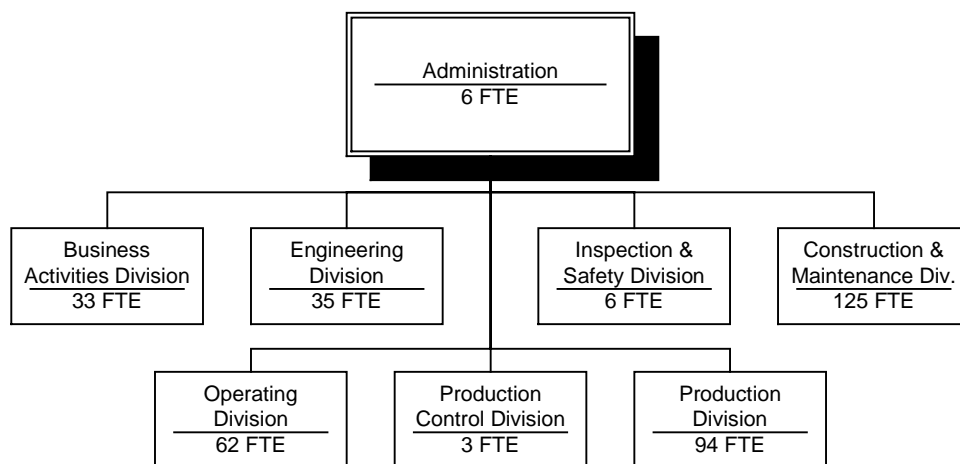 Administration
6 FTE
Business
Activities Division
33 FTE
Engineering
Division
35 FTE
Inspection &
Safety Division
6 FTE
Construction &
Maintenance Div.
125 FTE
Operating
Division
62 FTE
Production
Control Division
3 FTE
Production
Division
94 FTE